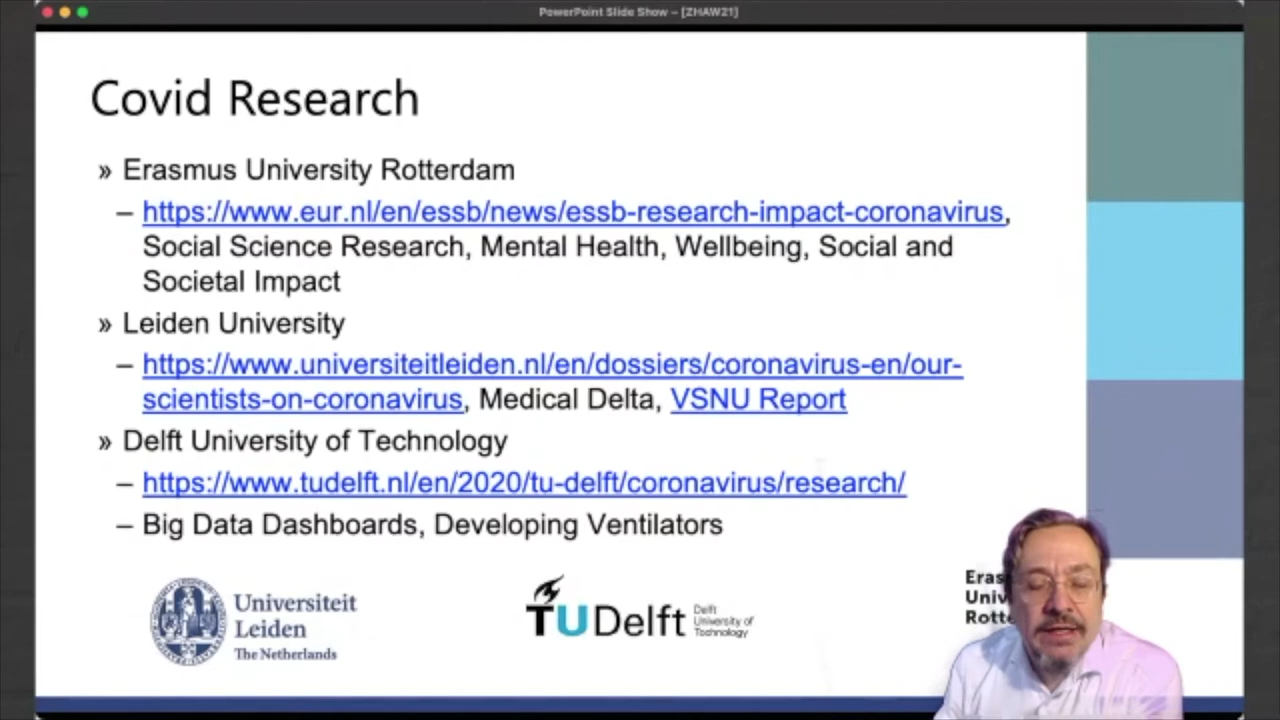 PowerPoint Slide Show – [ZHAW21]
Covid Research
» Erasmus University Rotterdam
– https://www.eur.nl/en/essb/news/essb-research-impact-coronavirus,
Social Science Research, Mental Health, Wellbeing, Social and
Societal Impact
» Leiden University
– https://www.universiteitleiden.nl/en/dossiers/coronavirus-en/our-
scientists-on-coronavirus, Medical Delta, VSNU Report
» Delft University of Technology
– https://www.tudelft.nl/en/2020/tu-delft/coronavirus/research/
– Big Data Dashboards, Developing Ventilators
Universiteit
Leiden
The Netherlands
TU Delft
Delft
University of
Technology
Eras
Univ
Rotte